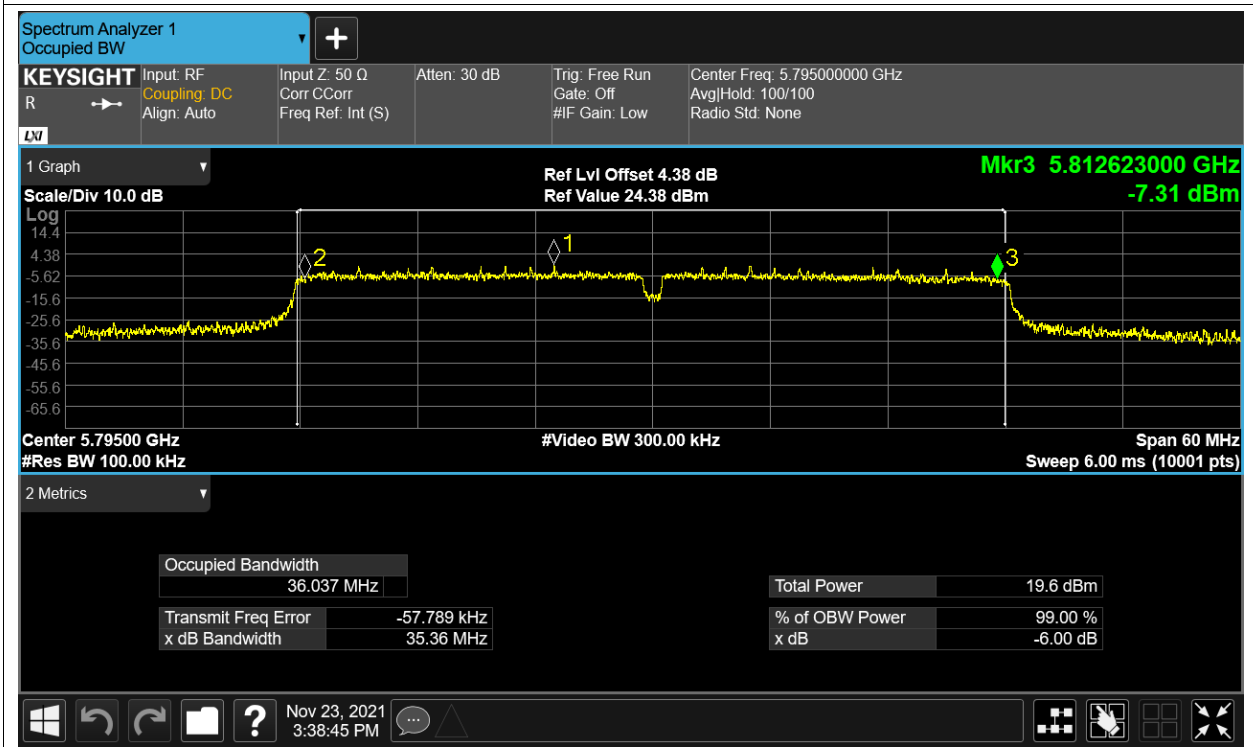 Spectrum Analyzer 1
Occupied BW
KEYSIGHT
R
LXI
Input: RF
Coupling: DC
Align: Auto
Input Z: 50 Ω
Corr CCorr
Freq Ref: Int (S)
Atten: 30 dB
Trig: Free Run
Gate: Off
#IF Gain: Low
Center Freq: 5.795000000 GHz
Avg|Hold: 100/100
Radio Std: None
1 Graph
Scale/Div 10.0 dB
Ref Lvl Offset 4.38 dB
Ref Value 24.38 dBm
Mkr3 5.812623000 GHz
-7.31 dBm
Log
14.4
4.38
-5.62
-15.6
-25.6
-35.6
-45.6
-55.6
-65.6
2
1
3
Center 5.79500 GHz
#Res BW 100.00 kHz
#Video BW 300.00 kHz
Span 60 MHz
Sweep 6.00 ms (10001 pts)
2 Metrics
Occupied Bandwidth
36.037 MHz
Transmit Freq Error -57.789 kHz
x dB Bandwidth 35.36 MHz
Total Power 19.6 dBm
% of OBW Power 99.00 %
x dB -6.00 dB
Nov 23, 2021
3:38:45 PM